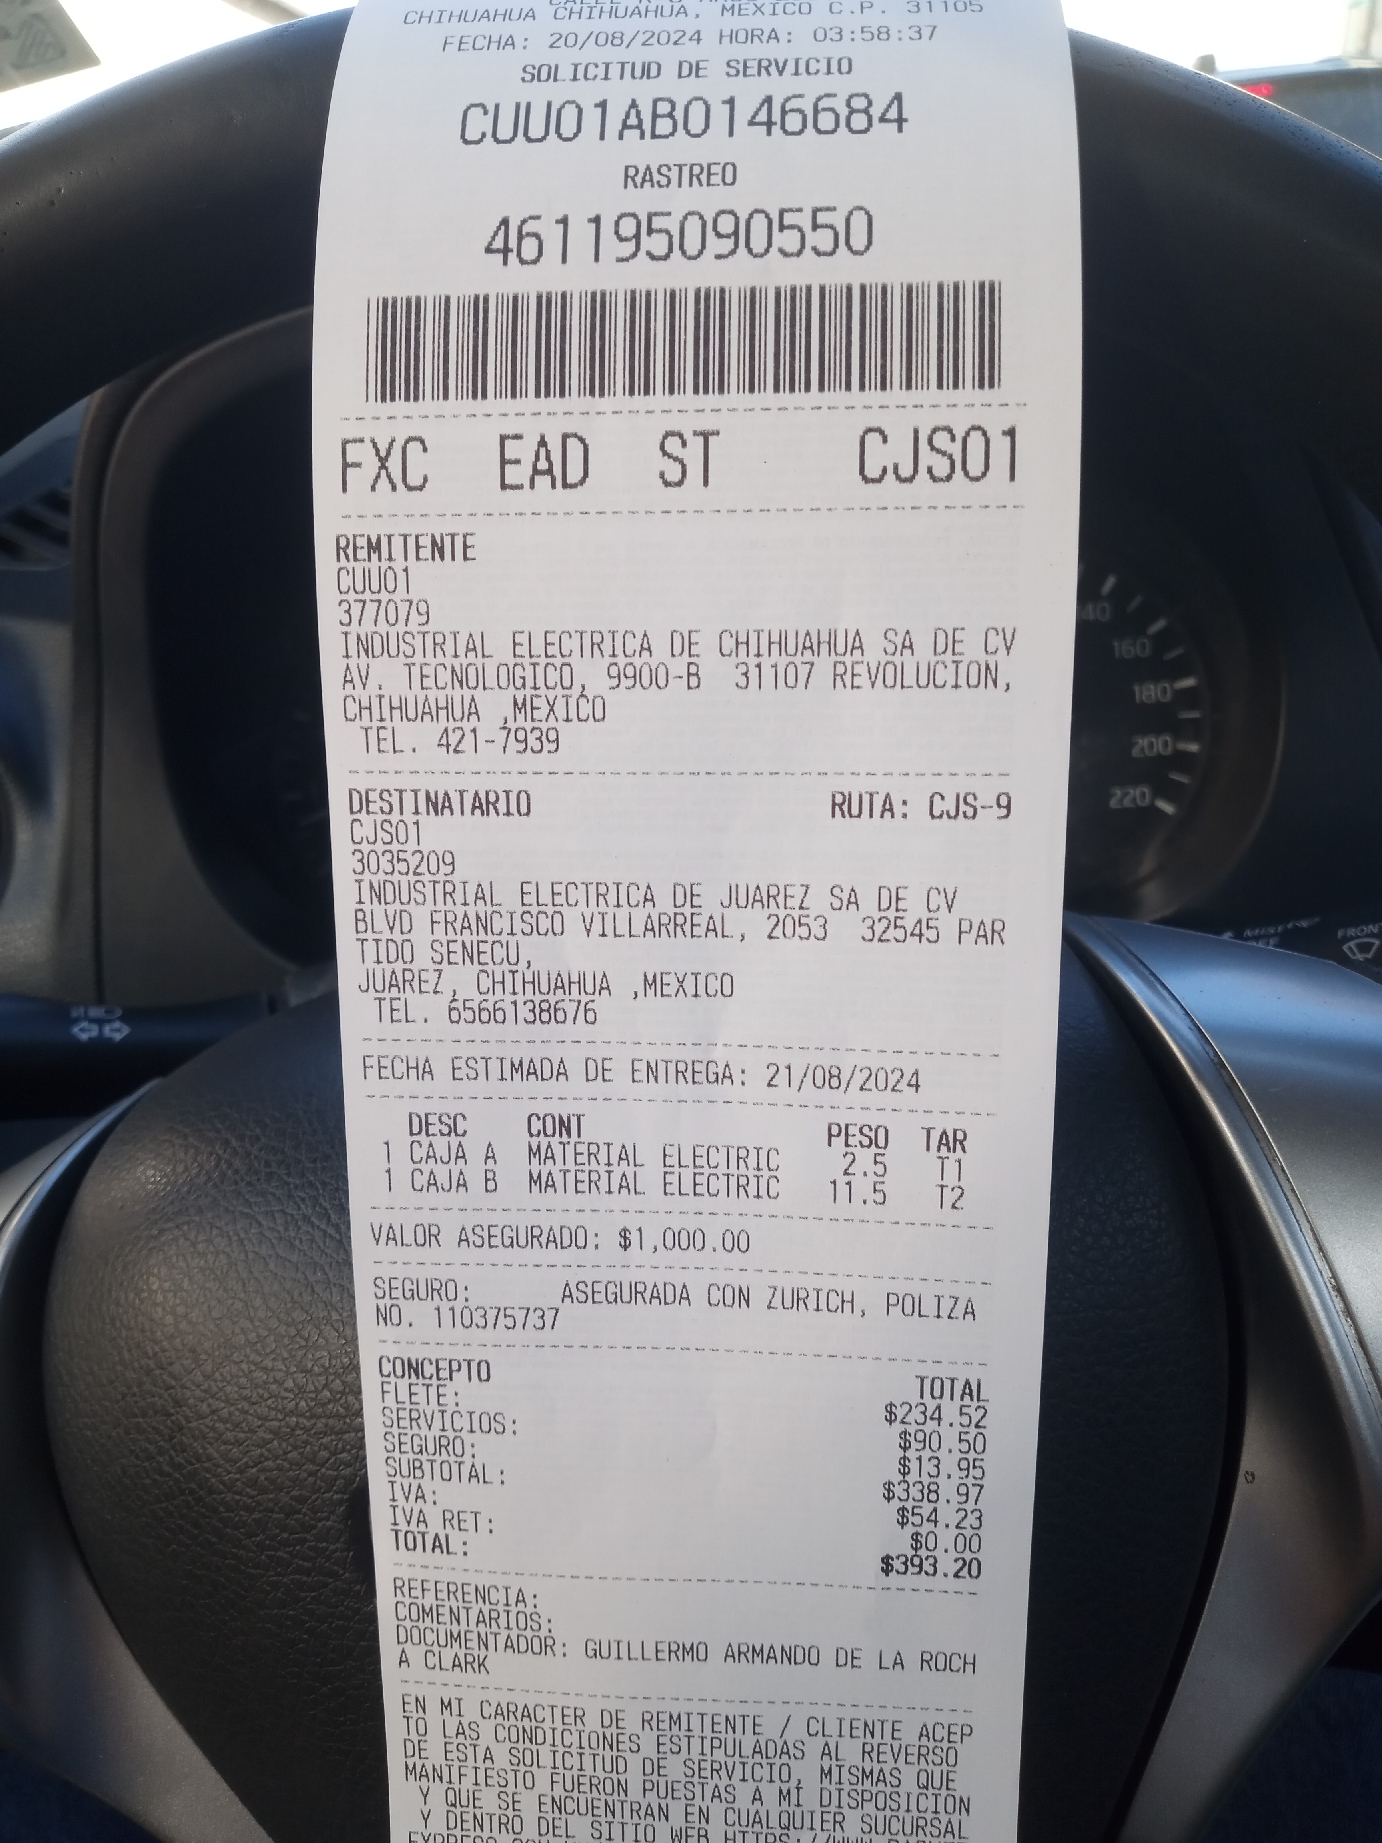 CHIHUAHUA CHIHUAHUA, MEXICO C.P. 31105
FECHA: 20/08/2024 HORA: 03:58:37
SOLICITUD DE SERVICIO
CUU01AB0146684
RASTREO
461195090550
FXC EAD ST CJS01
REMITENTE
CUU01
377079
INDUSTRIAL ELECTRICA DE CHIHUAHUA SA DE CV
AV. TECNOLOGICO, 9900-B 31107 REVOLUCION,
CHIHUAHUA ,MEXICO
TEL. 421-7939
DESTINATARIO RUTA: CJS-9
CJS01
3035209
INDUSTRIAL ELECTRICA DE JUAREZ SA DE CV
BLVD FRANCISCO VILLARREAL, 2053 32545 PAR
TIDO SENECU,
JUAREZ, CHIHUAHUA ,MEXICO
TEL. 6566138676
FECHA ESTIMADA DE ENTREGA: 21/08/2024
DESC CONT PESO TAR
1 CAJA A MATERIAL ELECTRIC 2.5 T1
1 CAJA B MATERIAL ELECTRIC 11.5 T2
VALOR ASEGURADO: $1,000.00
SEGURO: ASEGURADA CON ZURICH, POLIZA
NO. 110375737
CONCEPTO TOTAL
FLETE: $234.52
SERVICIOS: $90.50
SEGURO: $13.95
SUBTOTAL: $338.97
IVA: $54.23
IVA RET: $0.00
TOTAL: $393.20
REFERENCIA:
COMENTARIOS:
DOCUMENTADOR: GUILLERMO ARMANDO DE LA ROCH
A CLARK
EN MI CARACTER DE REMITENTE / CLIENTE ACEP
TO LAS CONDICIONES ESTIPULADAS AL REVERSO
DE ESTA SOLICITUD DE SERVICIO, MISMAS QUE
MANIFIESTO FUERON PUESTAS A MI DISPOSICION
Y QUE SE ENCUENTRAN EN CUALQUIER SUCURSAL
Y DENTRO DEL SITIO WEB HTTPS://WWW.
140
160
180
200
220
MIST
FRONT